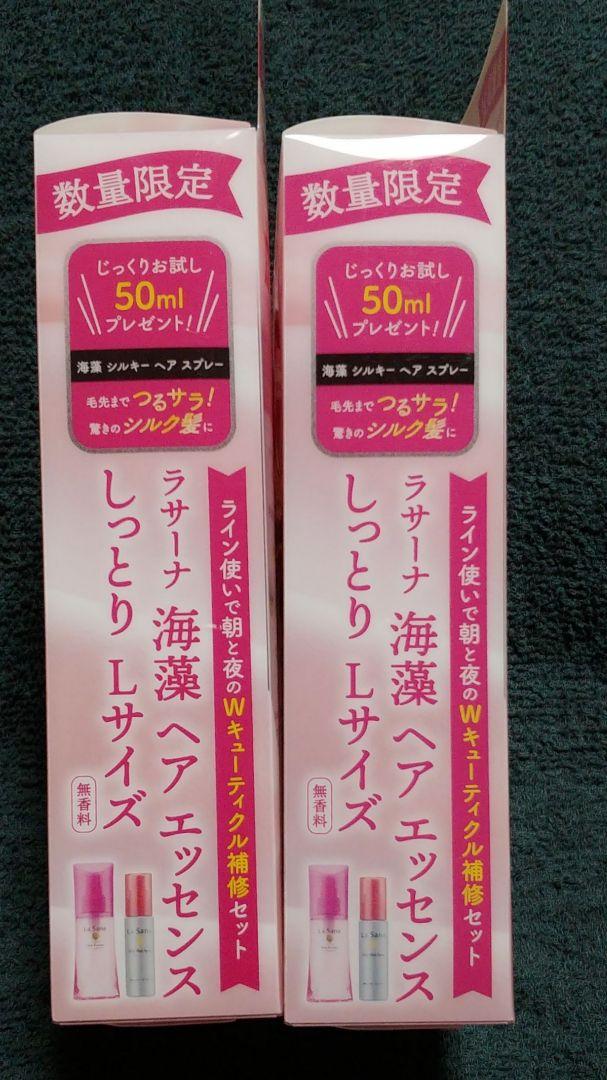 数量限定
じっくりお試し
50ml
プレゼント!
海藻 シルキー ヘア スプレー
毛先まで つるサラ!
驚きのシルク髪に
ライン使いで朝と夜のWキューティクル補修セット
ラサーナ 海藻 ヘア エッセンス
しっとり Lサイズ
無香料
La Sana
La Sana
数量限定
じっくりお試し
50ml
プレゼント!
海藻 シルキー ヘア スプレー
毛先まで つるサラ!
驚きのシルク髪に
ライン使いで朝と夜のWキューティクル補修セット
ラサーナ 海藻 ヘア エッセンス
しっとり Lサイズ
無香料
La Sana
La Sana